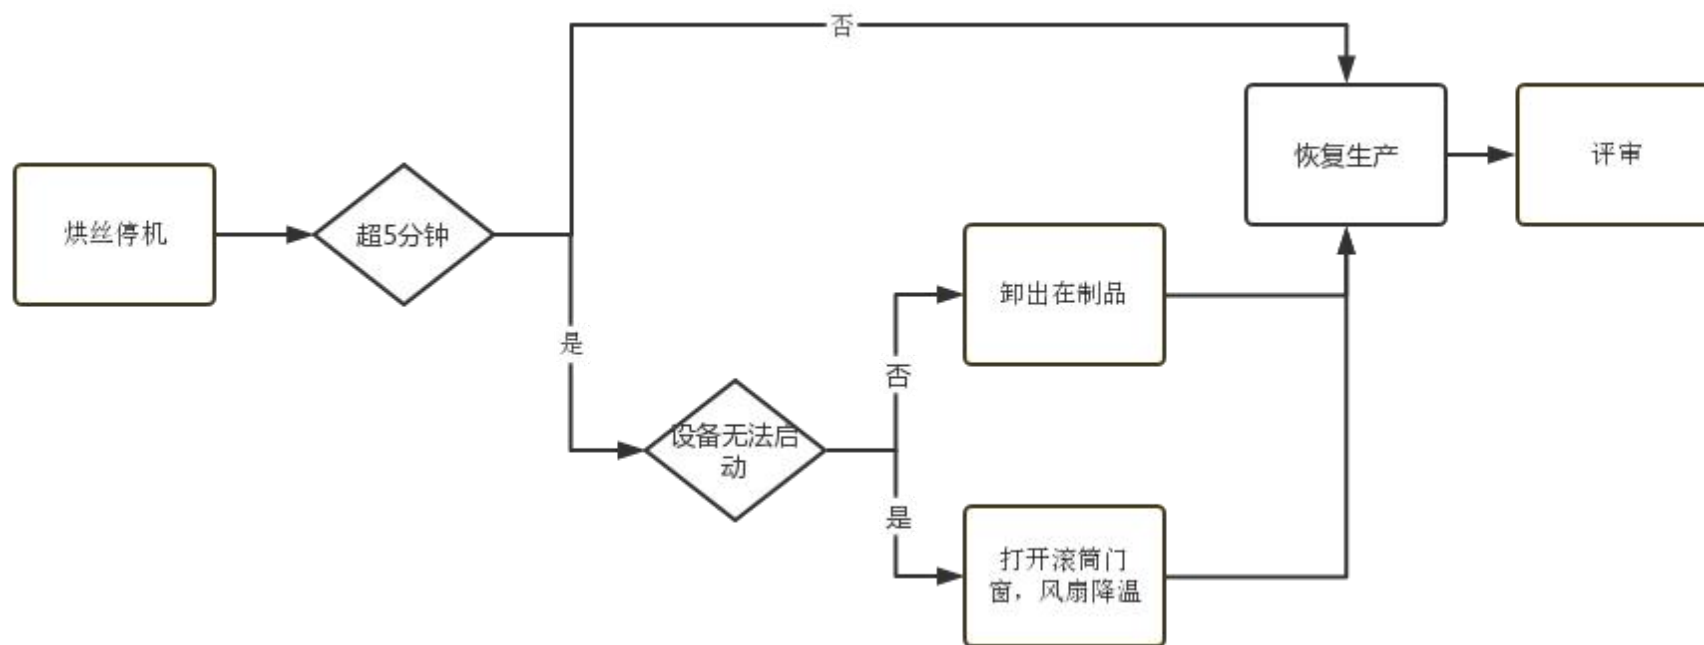 否
恢复生产
评审
烘丝停机
超5分钟
卸出在制品
是
否
设备无法启
动
是
打开滚筒门
窗，风扇降温